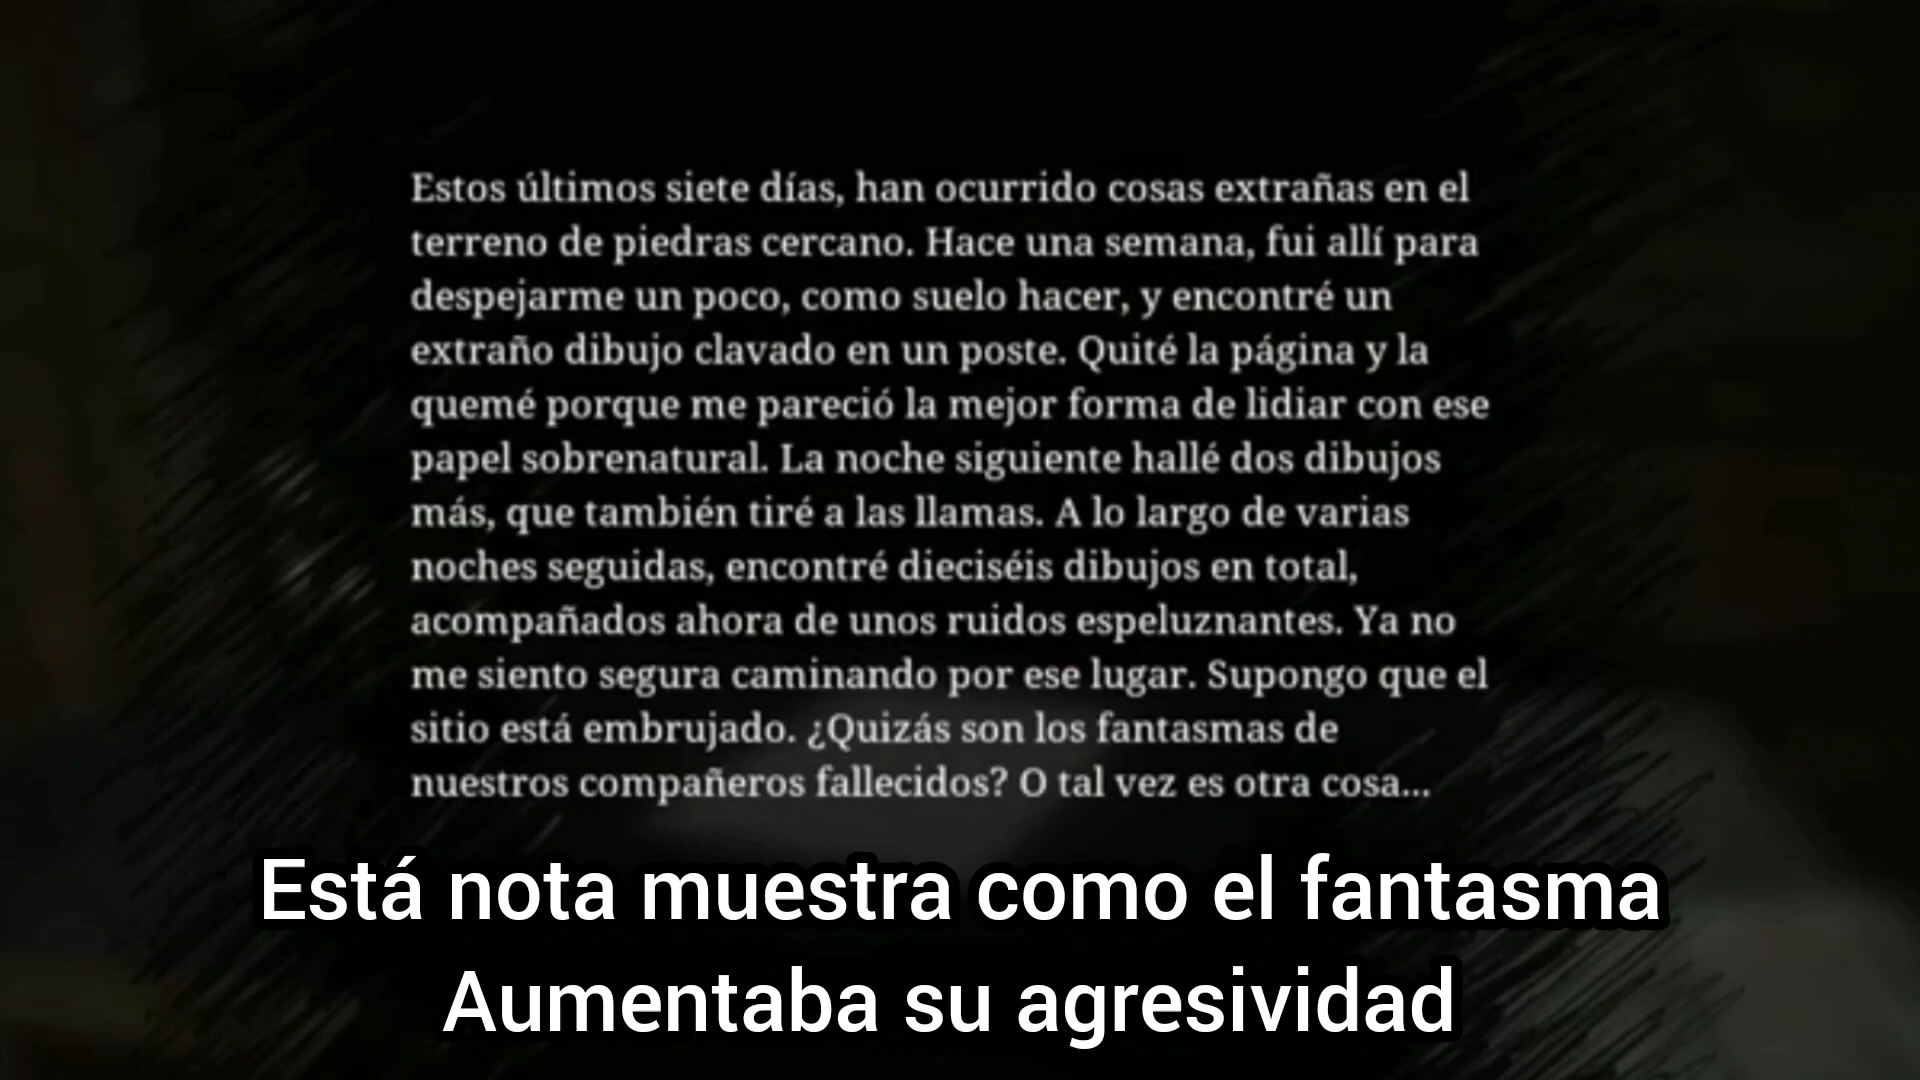 Estos últimos siete días, han ocurrido cosas extrañas en el
terreno de piedras cercano. Hace una semana, fui allí para
despejarme un poco, como suelo hacer, y encontré un
extraño dibujo clavado en un poste. Quité la página y la
quemé porque me pareció la mejor forma de lidiar con ese
papel sobrenatural. La noche siguiente hallé dos dibujos
más, que también tiré a las llamas. A lo largo de varias
noches seguidas, encontré dieciséis dibujos en total,
acompañados ahora de unos ruidos espeluznantes. Ya no
me siento segura caminando por ese lugar. Supongo que el
sitio está embrujado. ¿Quizás son los fantasmas de
nuestros compañeros fallecidos? O tal vez es otra cosa...
Está nota muestra como el fantasma
Aumentaba su agresividad